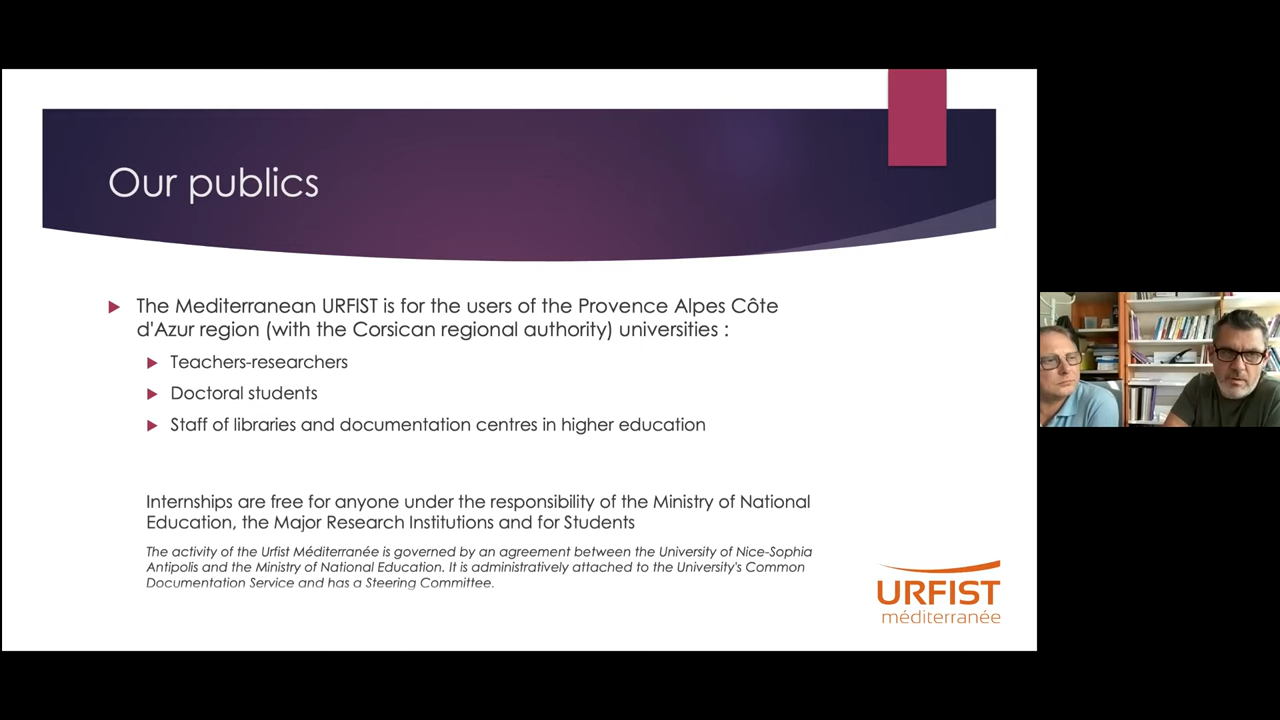 Our publics
The Mediterranean URFIST is for the users of the Provence Alpes Côte
d'Azur region (with the Corsican regional authority) universities :
Teachers-researchers
Doctoral students
Staff of libraries and documentation centres in higher education
Internships are free for anyone under the responsibility of the Ministry of National
Education, the Major Research Institutions and for Students
The activity of the Urfist Méditerranée is governed by an agreement between the University of Nice-Sophia
Antipolis and the Ministry of National Education. It is administratively attached to the University's Common
Documentation Service and has a Steering Committee.
URFIST
méditerranée